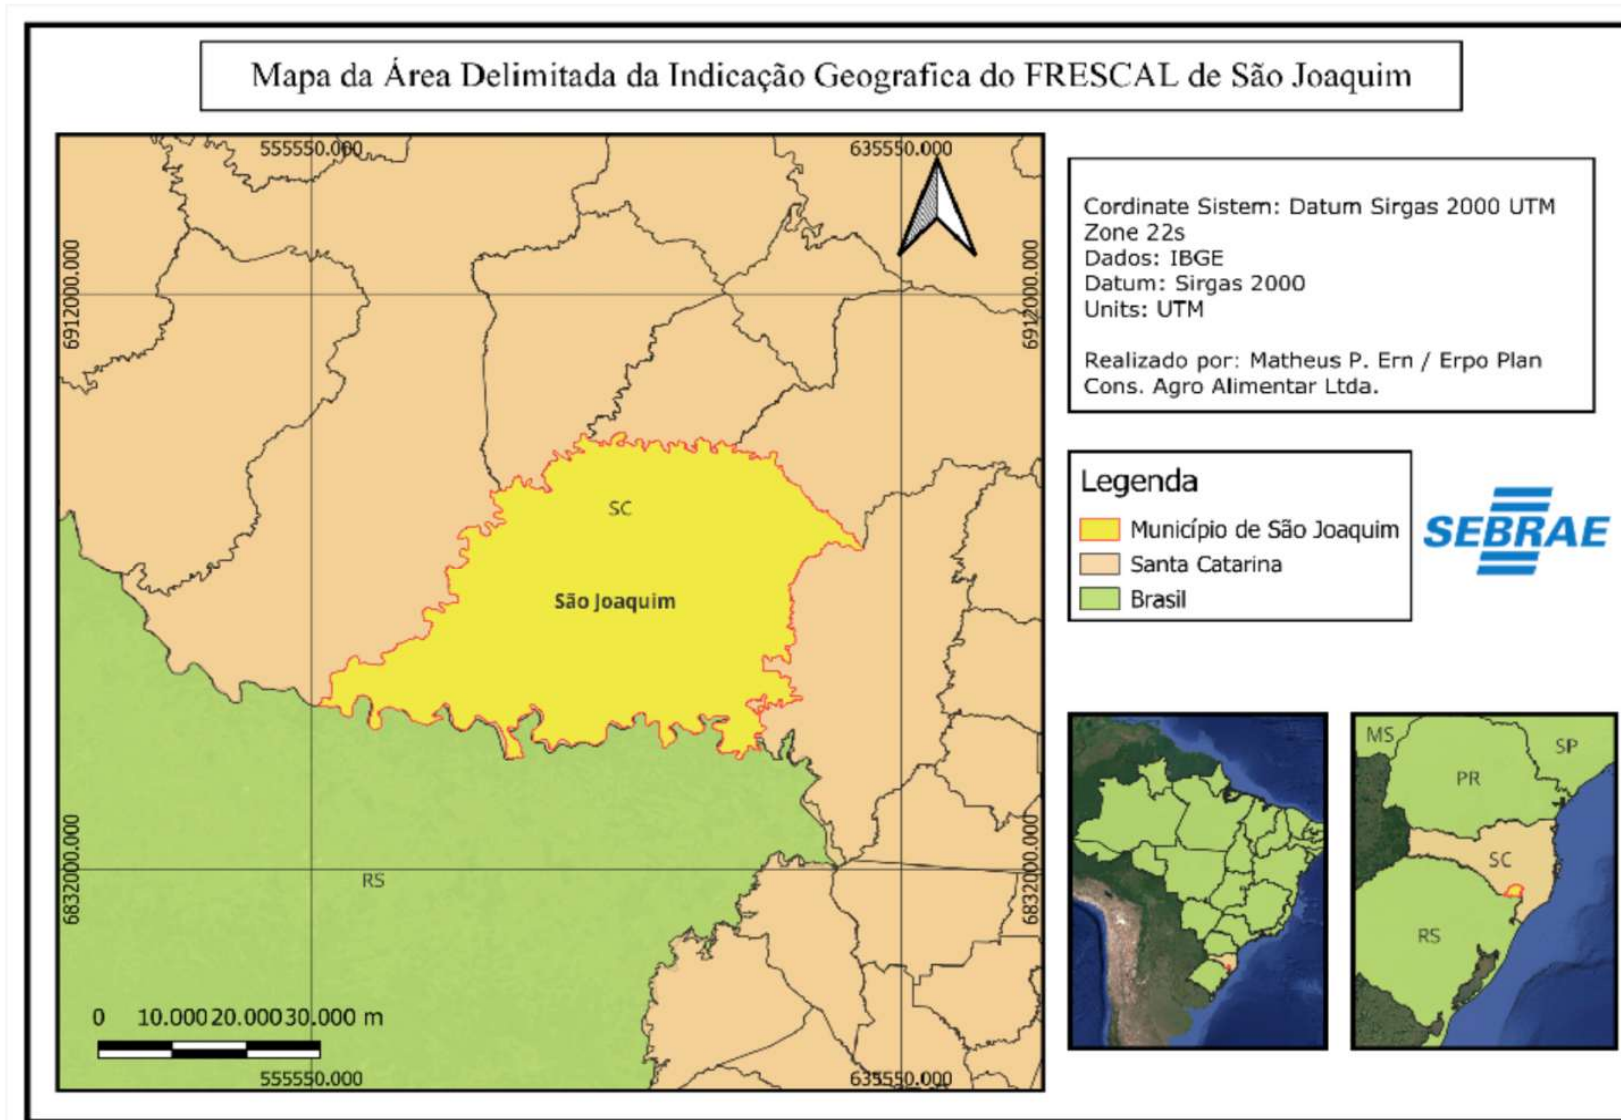 Mapa da Área Delimitada da Indicação Geografica do FRESCAL de São Joaquim
555550.000
635550.000
6912000.000
6912000.000
SC
São Joaquim
6832000.000
6832000.000
RS
0 10.000 20.000 30.000 m
555550.000
635550.000
Cordinate Sistem: Datum Sirgas 2000 UTM
Zone 22s
Dados: IBGE
Datum: Sirgas 2000
Units: UTM
Realizado por: Matheus P. Ern / Erpo Plan
Cons. Agro Alimentar Ltda.
Legenda
Município de São Joaquim
Santa Catarina
Brasil
SEBRAE
MS
SP
PR
SC
RS